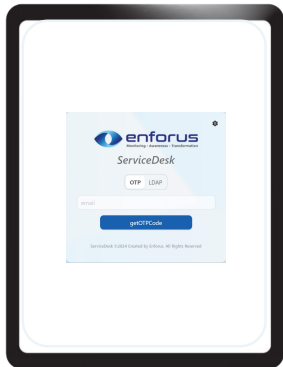 enforus
Monitoring - Awareness - Transformation
ServiceDesk
OTP LDAP
email
getOTPCode
ServiceDesk ©2024 Created by Enforus. All Rights Reserved